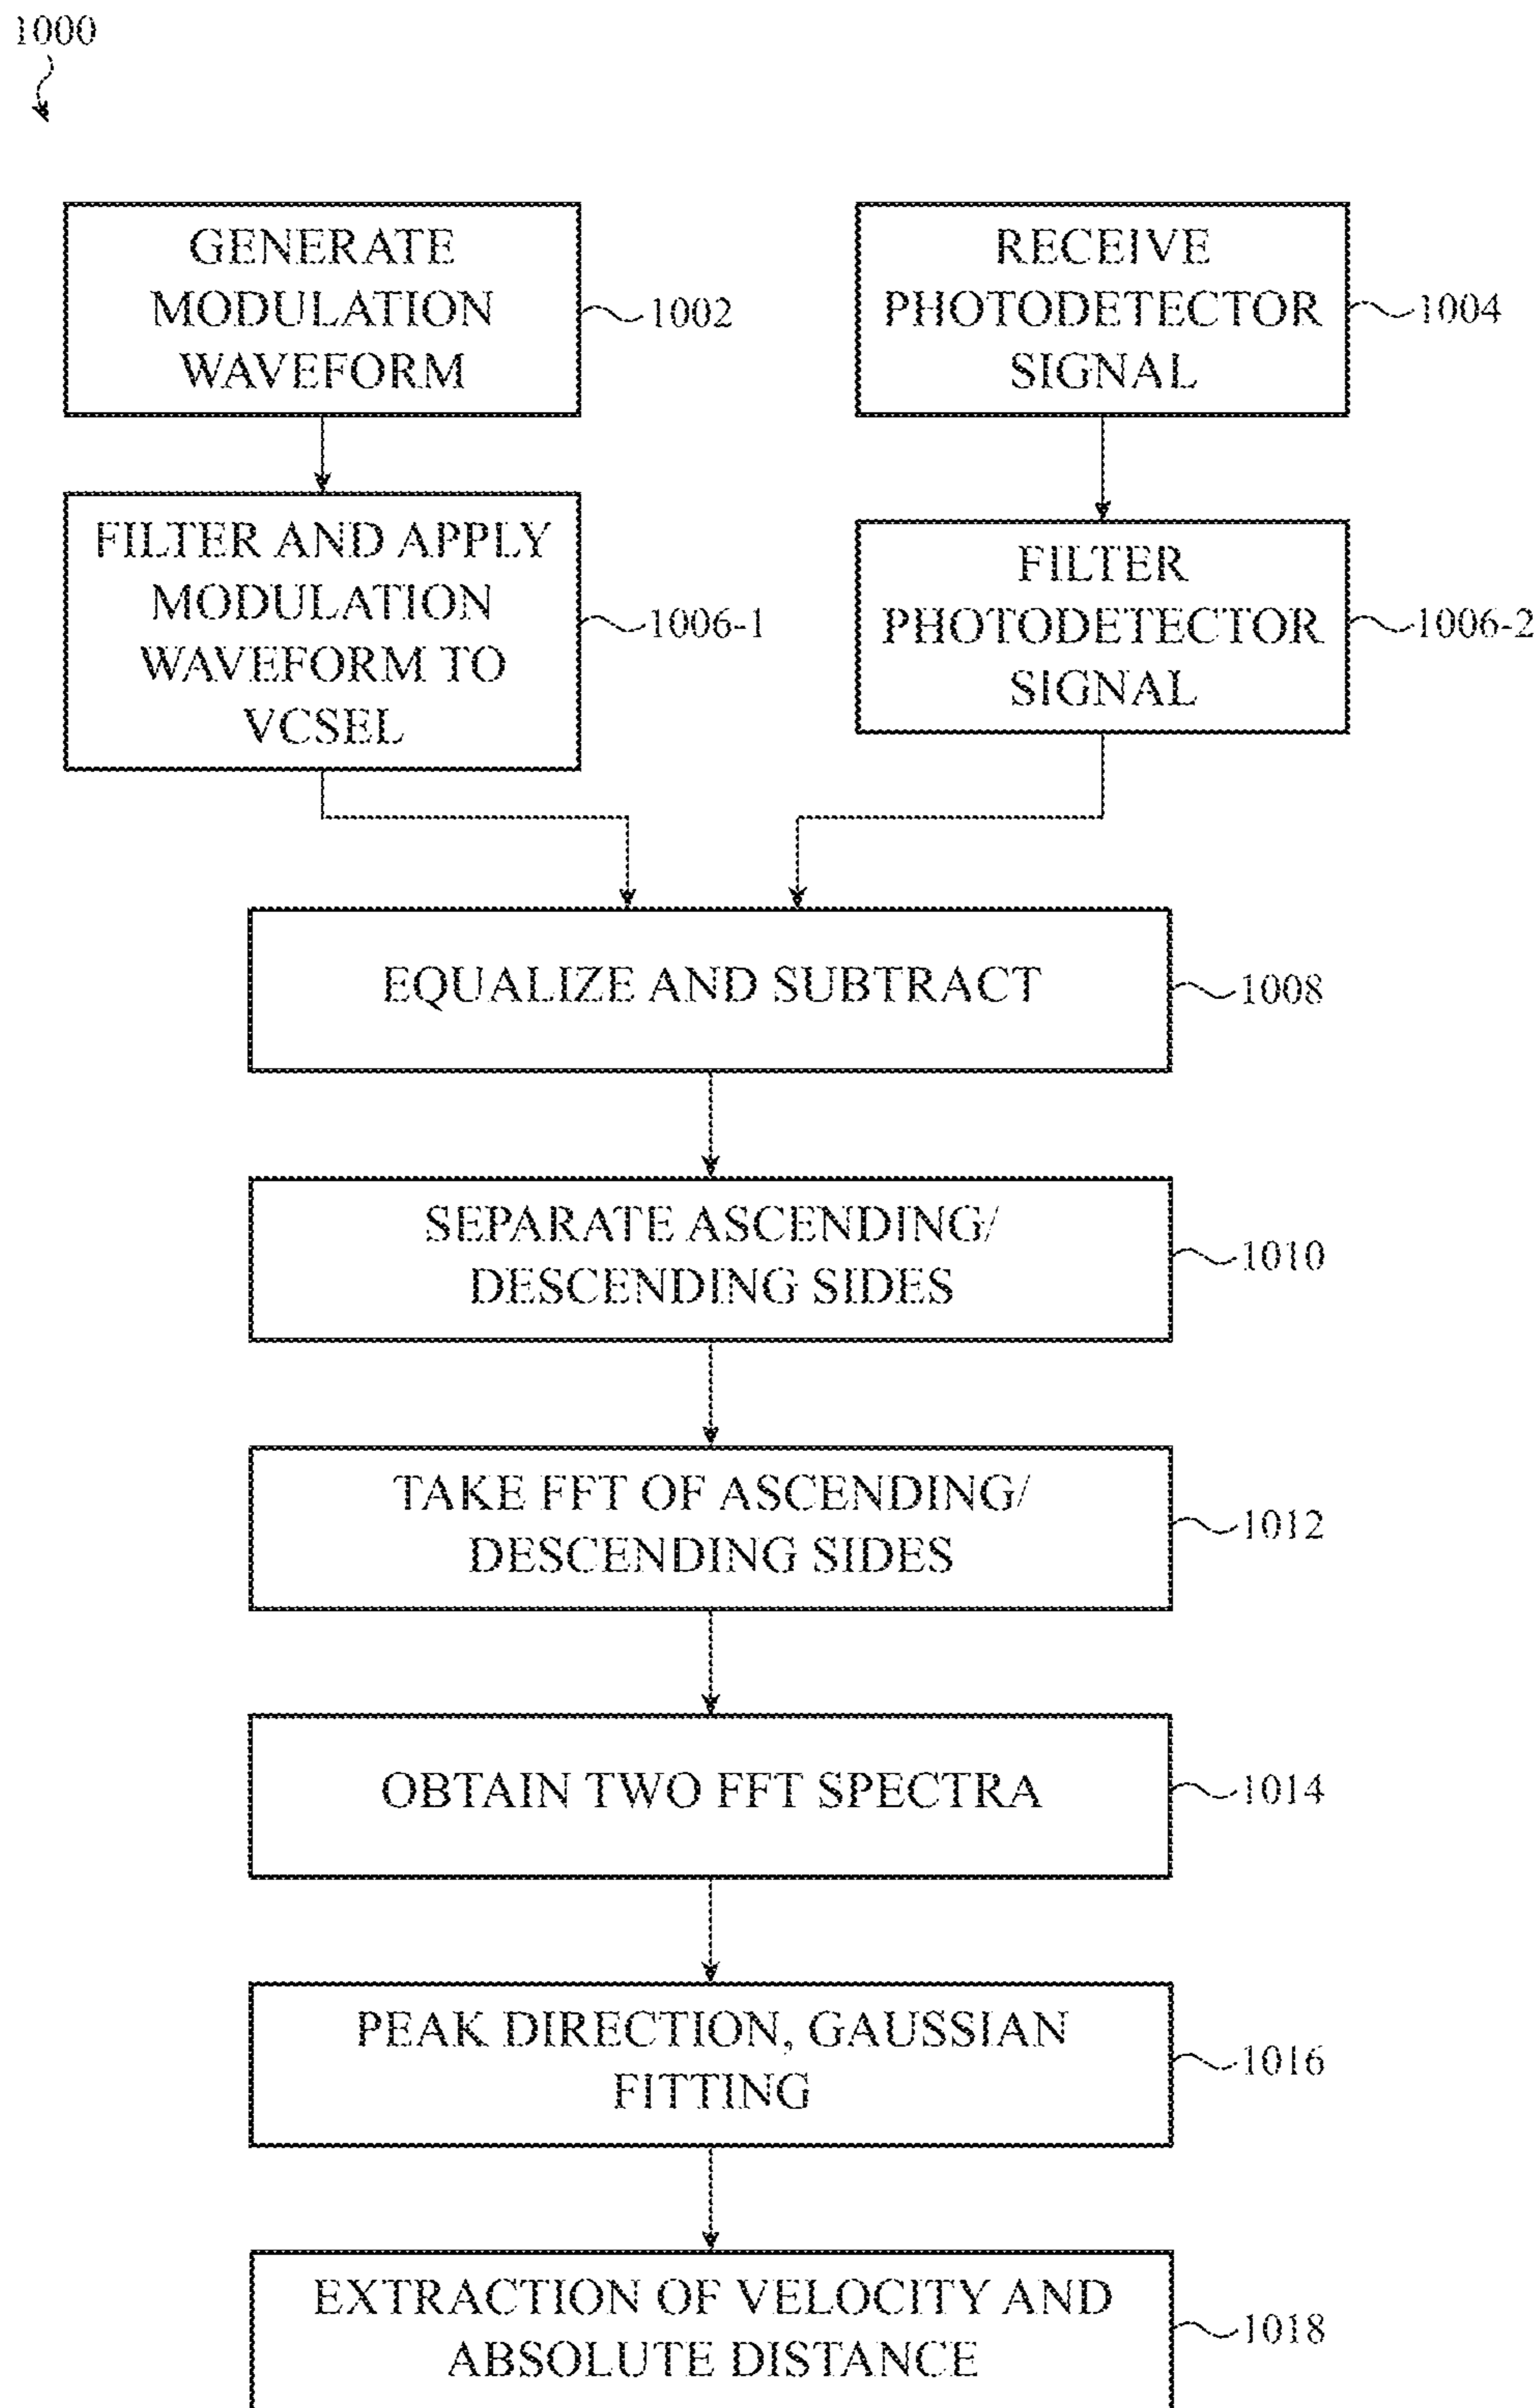 1000
GENERATE
MODULATION
WAVEFORM
1002
RECEIVE
PHOTODETECTOR
SIGNAL
1004
FILTER AND APPLY
MODULATION
WAVEFORM TO
VCSEL
1006-1
FILTER
PHOTODETECTOR
SIGNAL
1006-2
EQUALIZE AND SUBTRACT
1008
SEPARATE ASCENDING/
DESCENDING SIDES
1010
TAKE FFT OF ASCENDING/
DESCENDING SIDES
1012
OBTAIN TWO FFT SPECTRA
1014
PEAK DIRECTION, GAUSSIAN
FITTING
1016
EXTRACTION OF VELOCITY AND
ABSOLUTE DISTANCE
1018